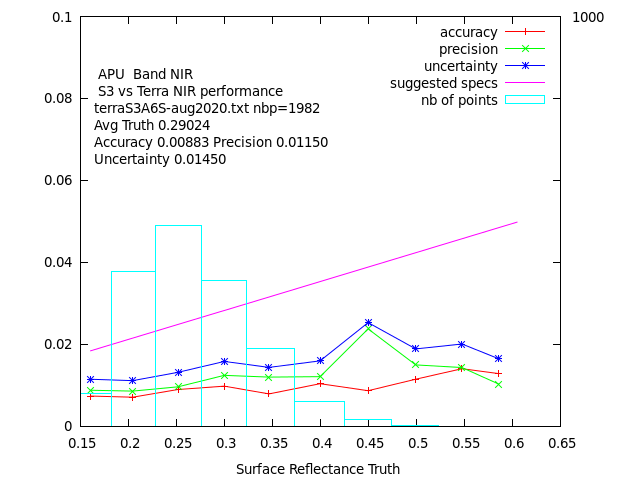 0.1
1000
accuracy
precision
APU Band NIR
uncertainty
S3 vs Terra NIR performance
suggested specs
0.08
terraS3A6S-aug2020.txt nbp=1982
nb of points
Avg Truth 0.29024
Accuracy 0.00883 Precision 0.01150
Uncertainty 0.01450
0.06
0.04
0.02
0
0.15 0.2 0.25 0.3 0.35 0.4 0.45 0.5 0.55 0.6 0.65
Surface Reflectance Truth